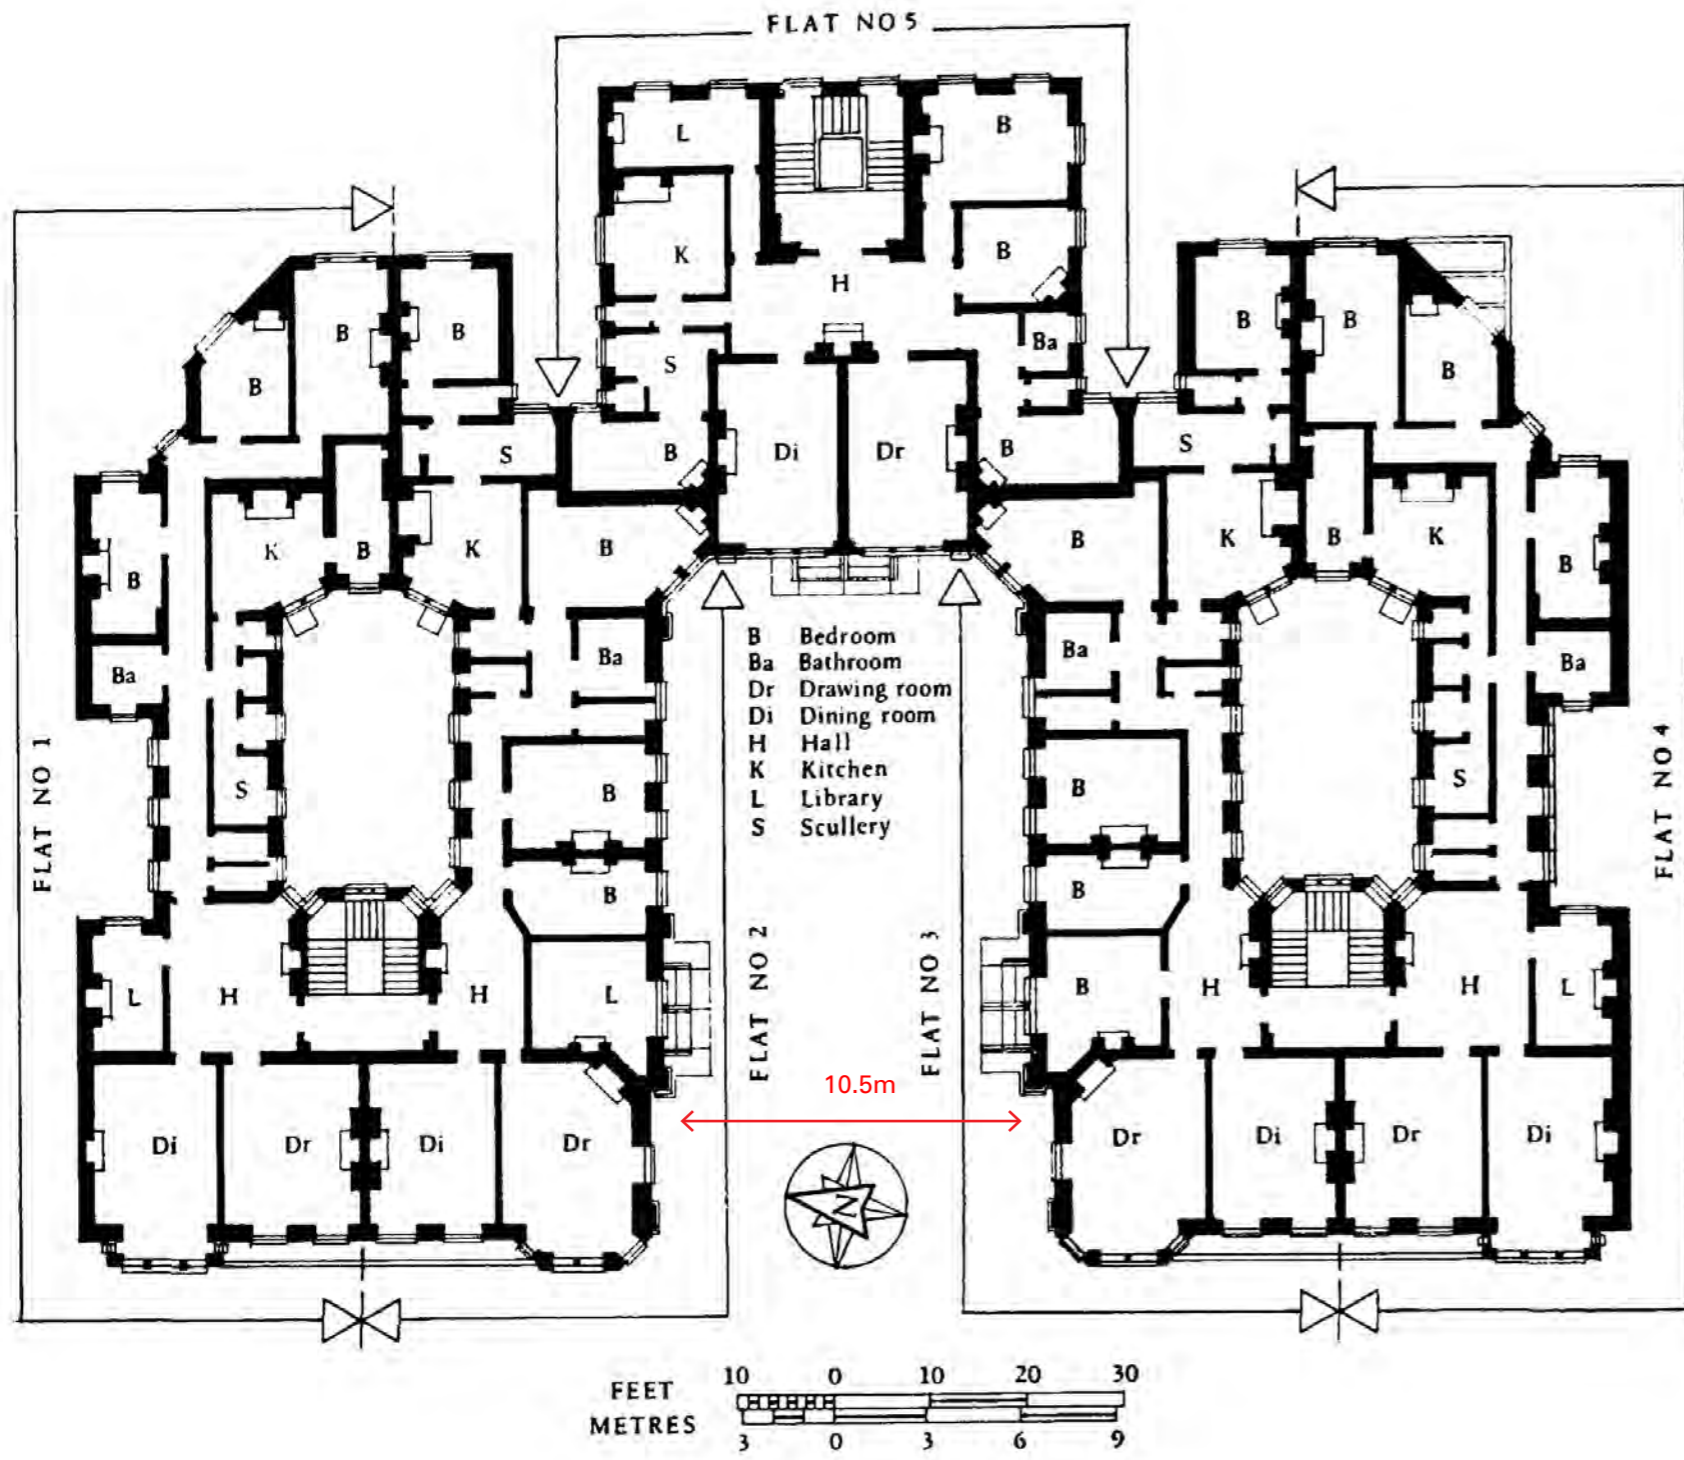 FLAT NO 5
L
B
K
B
H
B
B
B
S
Ba
B
B
B
B
S
B
Di
Dr
B
S
B
K
B
K
B
B
K
B
K
B
Ba
Ba
Ba
Ba
B Bedroom
Ba Bathroom
Dr Drawing room
Di Dining room
H Hall
K Kitchen
L Library
S Scullery
S
B
B
S
B
B
FLAT NO 1
FLAT NO 2
FLAT NO 3
FLAT NO 4
L
H
H
L
B
H
H
L
10.5m
Di
Dr
Di
Dr
Dr
Di
Dr
Di
N
FEET
10 0 10 20 30
METRES
3 0 3 6 9